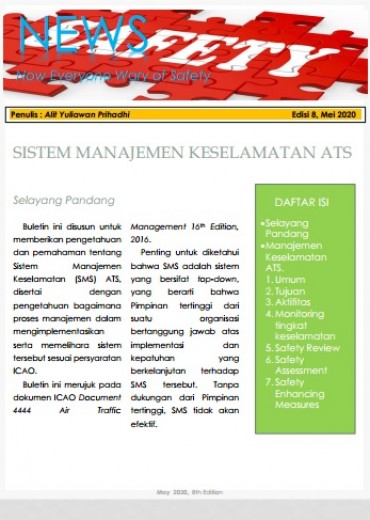 NEWS
SAFETY
Now Everyone Wary of Safety
Penulis : Alit Yuliawan Prihadhi Edisi 8, Mei 2020
SISTEM MANAJEMEN KESELAMATAN ATS
Selayang Pandang
Buletin ini disusun untuk
memberikan pengetahuan
dan pemahaman tentang
Sistem Manajemen
Keselamatan (SMS) ATS,
disertai dengan
pengetahuan bagaimana
proses manajemen dalam
mengimplementasikan
serta memelihara sistem
tersebut sesuai persyaratan
ICAO.
Buletin ini merujuk pada
dokumen ICAO Document
4444 Air Traffic
Management 16th Edition,
2016.
Penting untuk diketahui
bahwa SMS adalah sistem
yang bersifat top-down,
yang berarti bahwa
Pimpinan tertinggi dari
suatu organisasi
bertanggung jawab atas
implementasi dan
kepatuhan yang
berkelanjutan terhadap
SMS tersebut. Tanpa
dukungan dari Pimpinan
tertinggi, SMS tidak akan
efektif.
DAFTAR ISI
•Selayang
Pandang
•Manajemen
Keselamatan
ATS.
1. Umum
2. Tujuan
3. Aktifitas
4. Monitoring
tingkat
keselamatan
5. Safety Review
6. Safety
Assessment
7. Safety
Enhancing
Measures
May 2020, 8th Edition